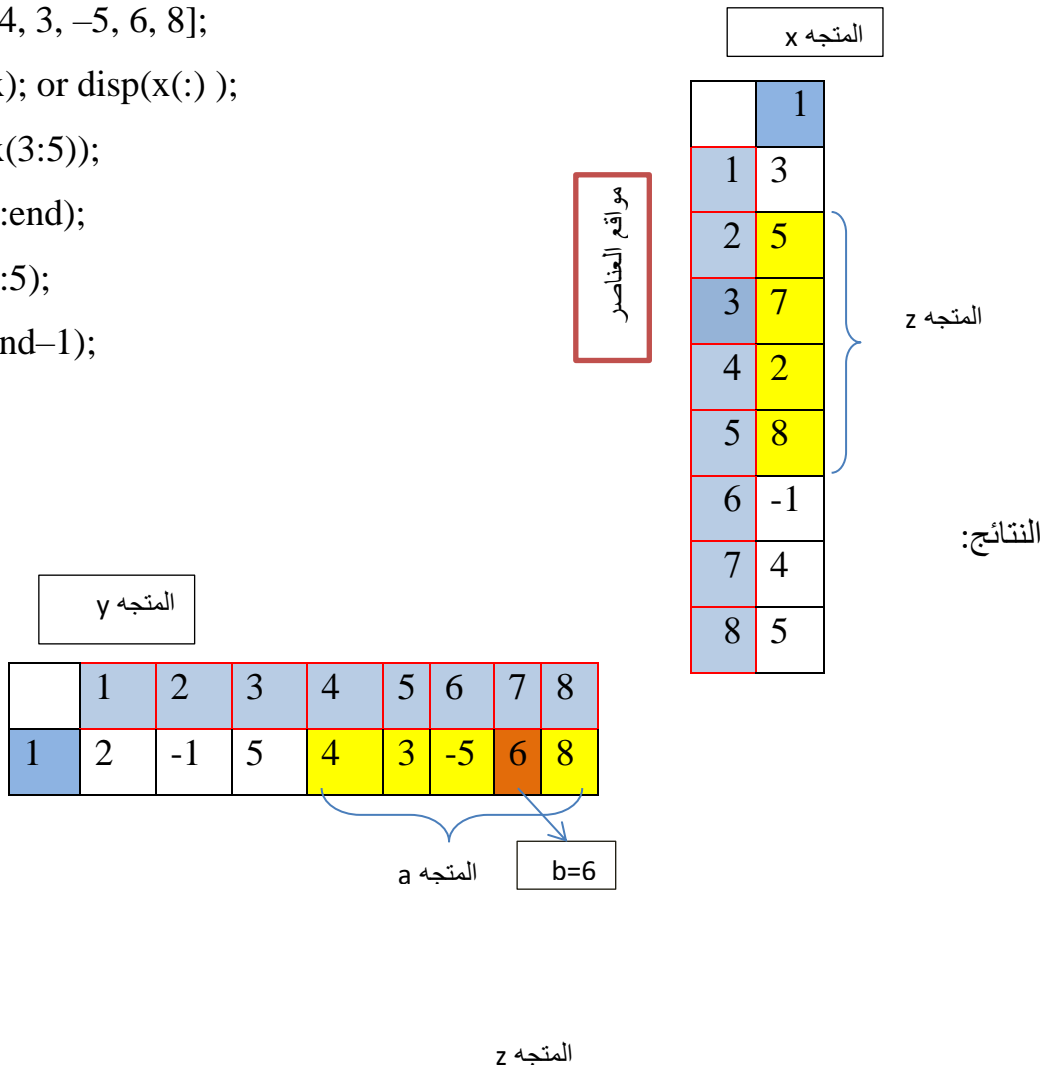 4, 3, –5, 6, 8];
x); or disp(x(:) );
x(3:5));
:end);
:5);
nd–1);
المتجه x
1
1 3
2 5
3 7
4 2
5 8
6 -1
7 4
8 5
مواقع العناصر
المتجه z
النتائج:
المتجه y
1 2 3 4 5 6 7 8
1 2 -1 5 4 3 -5 6 8
المتجه a
b=6
المتجه z